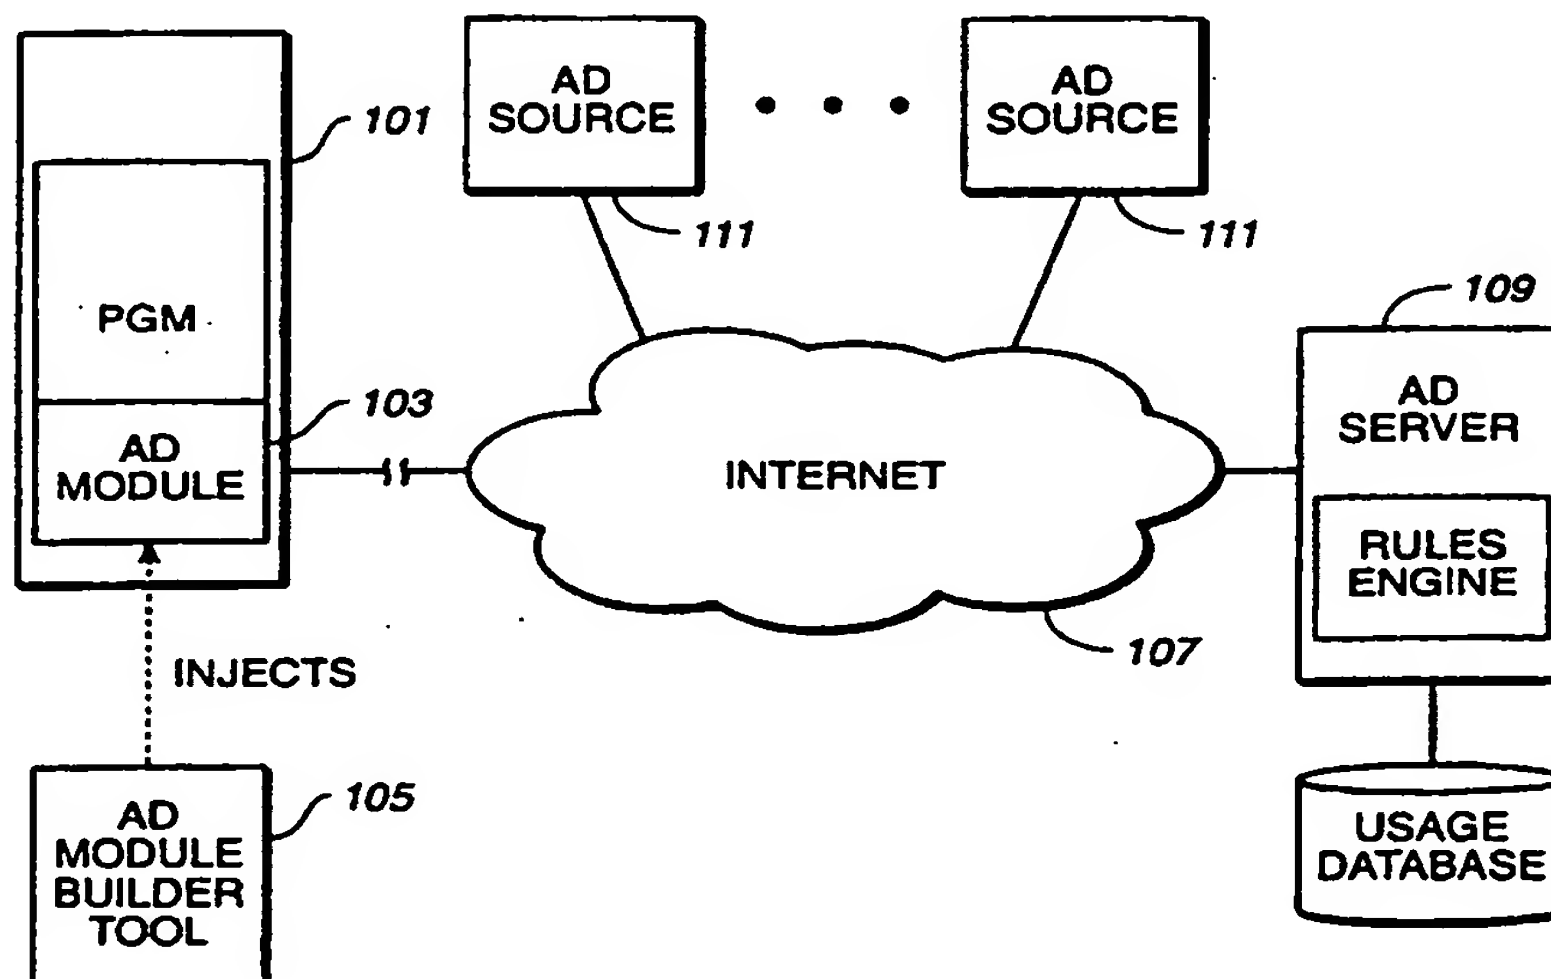 AD
SOURCE
AD
SOURCE
101
111
111
PGM
109
103
AD
MODULE
INTERNET
AD
SERVER
RULES
ENGINE
107
INJECTS
105
AD
MODULE
BUILDER
TOOL
USAGE
DATABASE